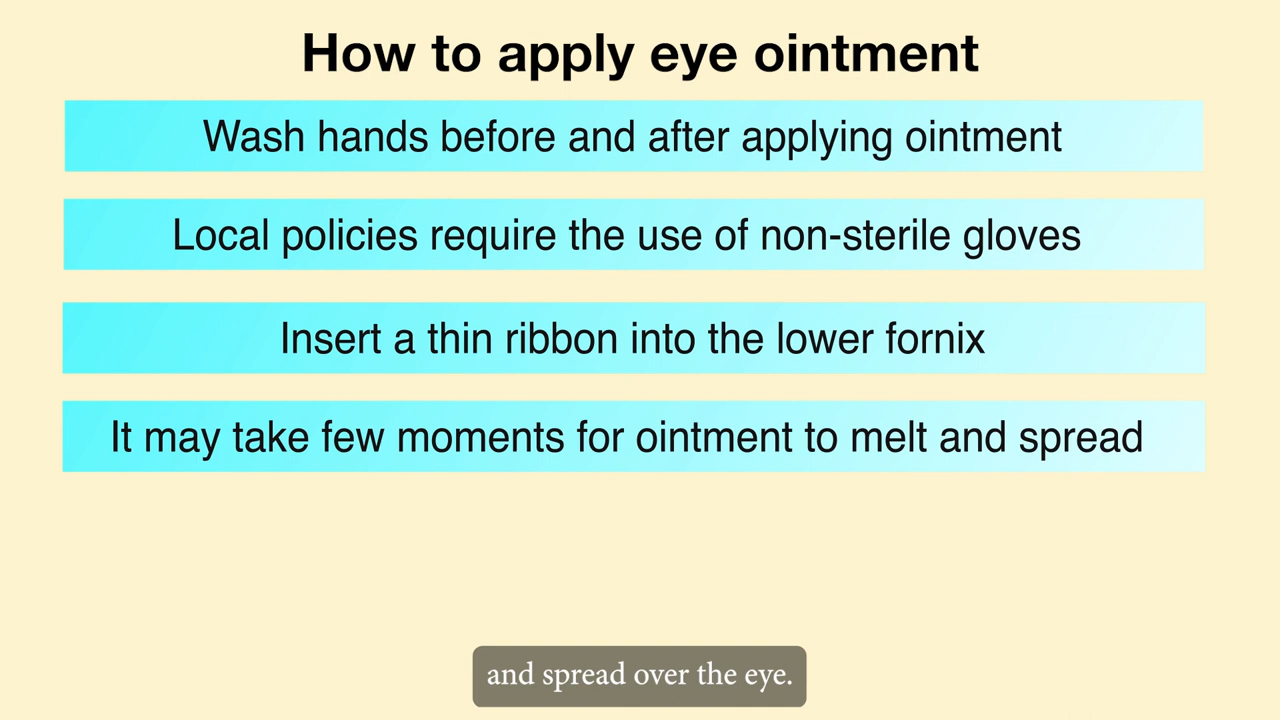 How to apply eye ointment
Wash hands before and after applying ointment
Local policies require the use of non-sterile gloves
Insert a thin ribbon into the lower fornix
It may take few moments for ointment to melt and spread
and spread over the eye.